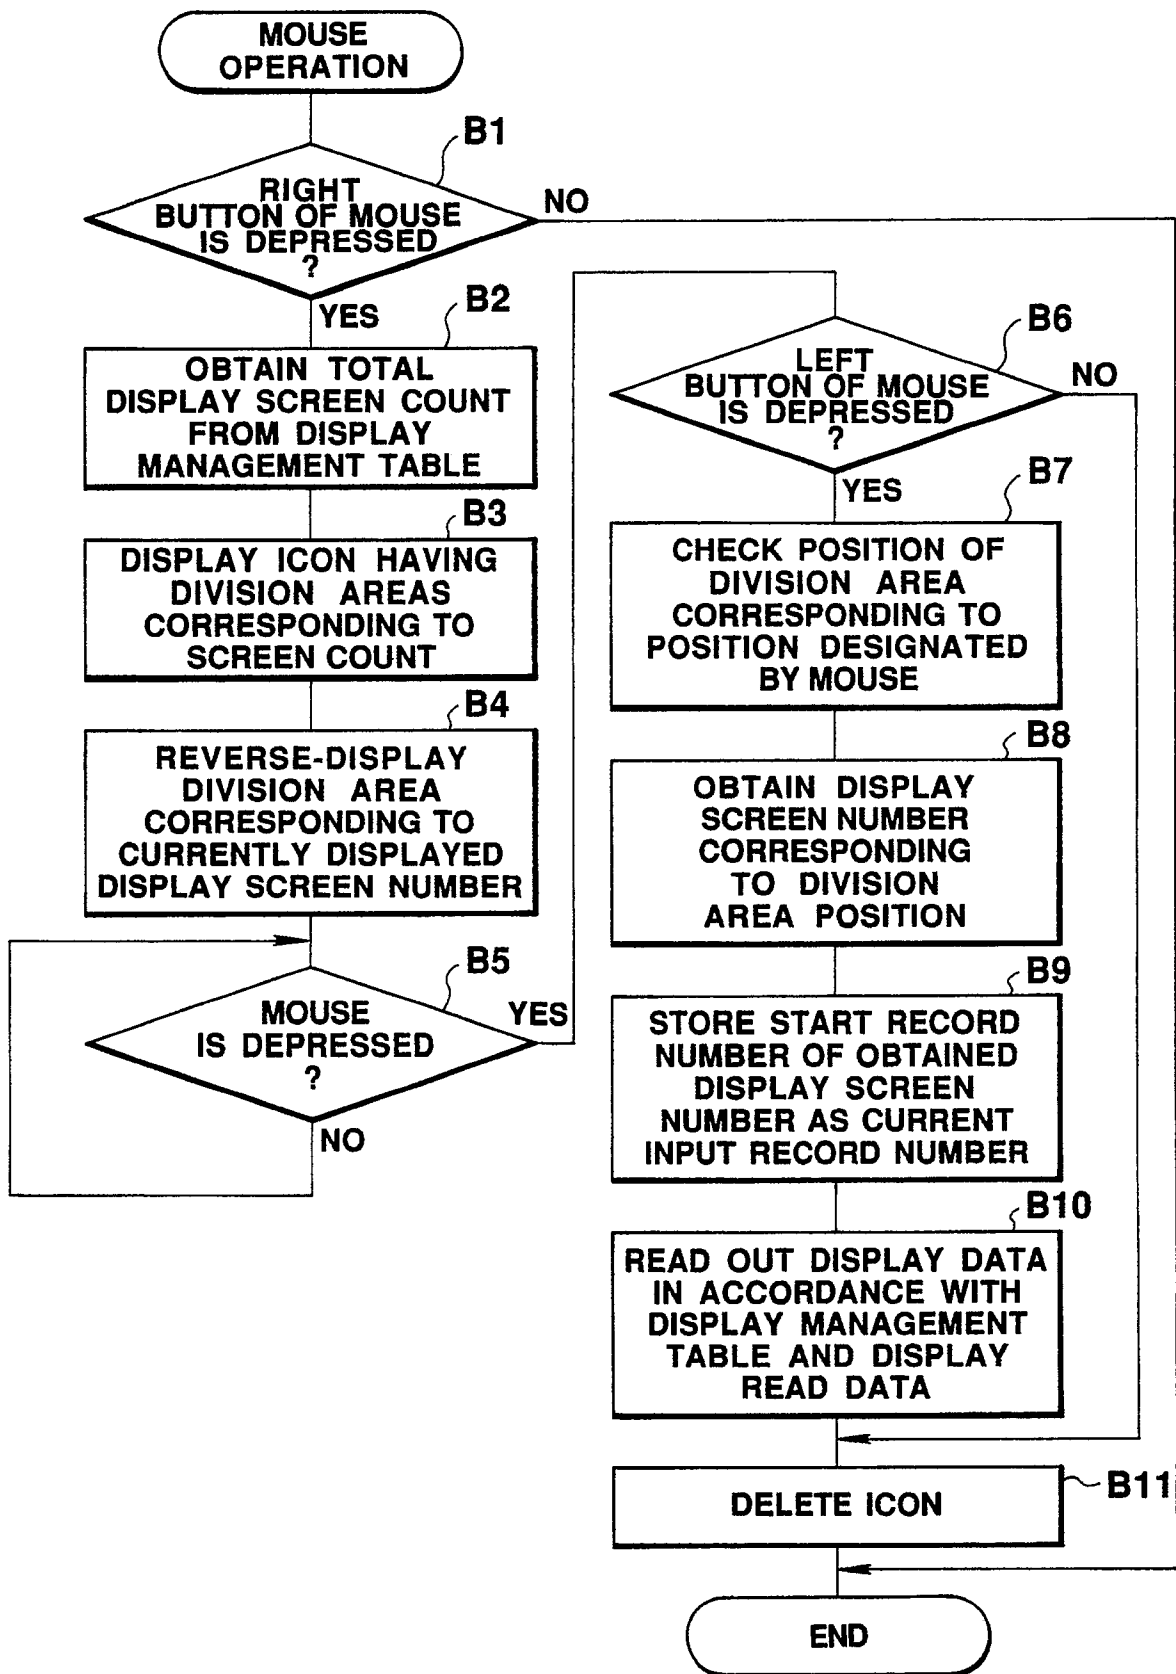 MOUSE
OPERATION
B1
RIGHT
BUTTON OF MOUSE
IS DEPRESSED
?
NO
YES
B2
OBTAIN TOTAL
DISPLAY SCREEN COUNT
FROM DISPLAY
MANAGEMENT TABLE
B3
DISPLAY ICON HAVING
DIVISION AREAS
CORRESPONDING TO
SCREEN COUNT
B4
REVERSE-DISPLAY
DIVISION AREA
CORRESPONDING TO
CURRENTLY DISPLAYED
DISPLAY SCREEN NUMBER
B5
MOUSE
IS DEPRESSED
?
YES
NO
B6
LEFT
BUTTON OF MOUSE
IS DEPRESSED
?
NO
YES
B7
CHECK POSITION OF
DIVISION AREA
CORRESPONDING TO
POSITION DESIGNATED
BY MOUSE
B8
OBTAIN DISPLAY
SCREEN NUMBER
CORRESPONDING
TO DIVISION
AREA POSITION
B9
STORE START RECORD
NUMBER OF OBTAINED
DISPLAY SCREEN
NUMBER AS CURRENT
INPUT RECORD NUMBER
B10
READ OUT DISPLAY DATA
IN ACCORDANCE WITH
DISPLAY MANAGEMENT
TABLE AND DISPLAY
READ DATA
B11
DELETE ICON
END